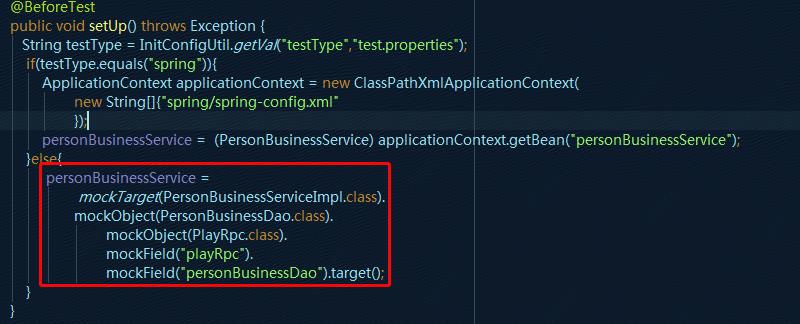 @BeforeTest
public void setUp() throws Exception {
String testType = InitConfigUtil.getVal("testType","test.properties");
if(testType.equals("spring")){
ApplicationContext applicationContext = new ClassPathXmlApplicationContext(
new String[]{"spring/spring-config.xml"
});
personBusinessService = (PersonBusinessService) applicationContext.getBean("personBusinessService");
}else{
personBusinessService =
mockTarget(PersonBusinessServiceImpl.class).
mockObject(PersonBusinessDao.class).
mockObject(PlayRpc.class).
mockField("playRpc").
mockField("personBusinessDao").target();
}
}